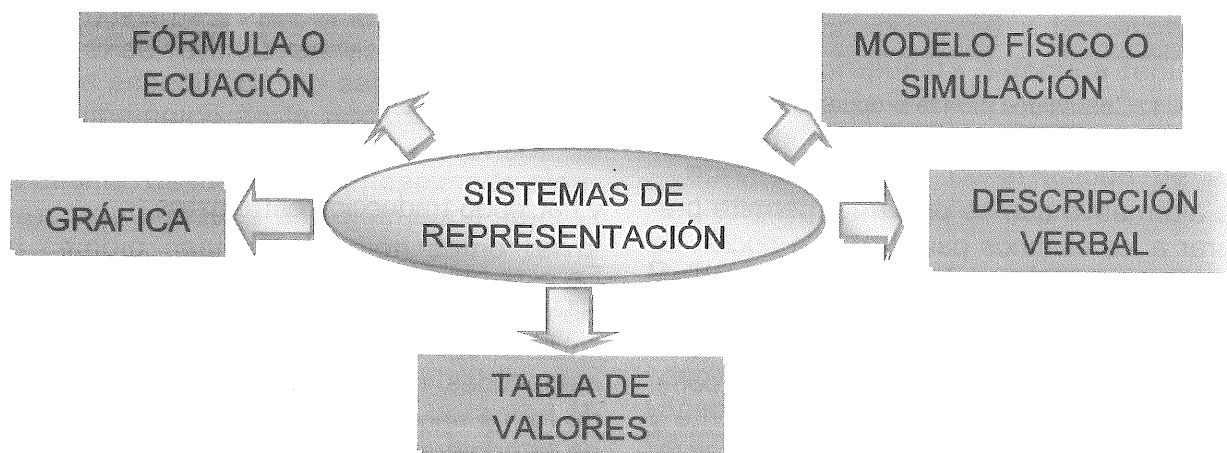 FÓRMULA O
ECUACIÓN
MODELO FÍSICO O
SIMULACIÓN
GRÁFICA
SISTEMAS DE
REPRESENTACIÓN
DESCRIPCIÓN
VERBAL
TABLA DE
VALORES